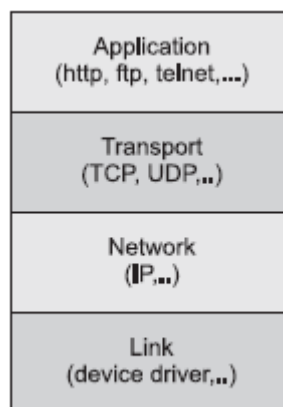 Application
(http, ftp, telnet,...)
Transport
(TCP, UDP,..)
Network
(IP,..)
Link
(device driver,..)